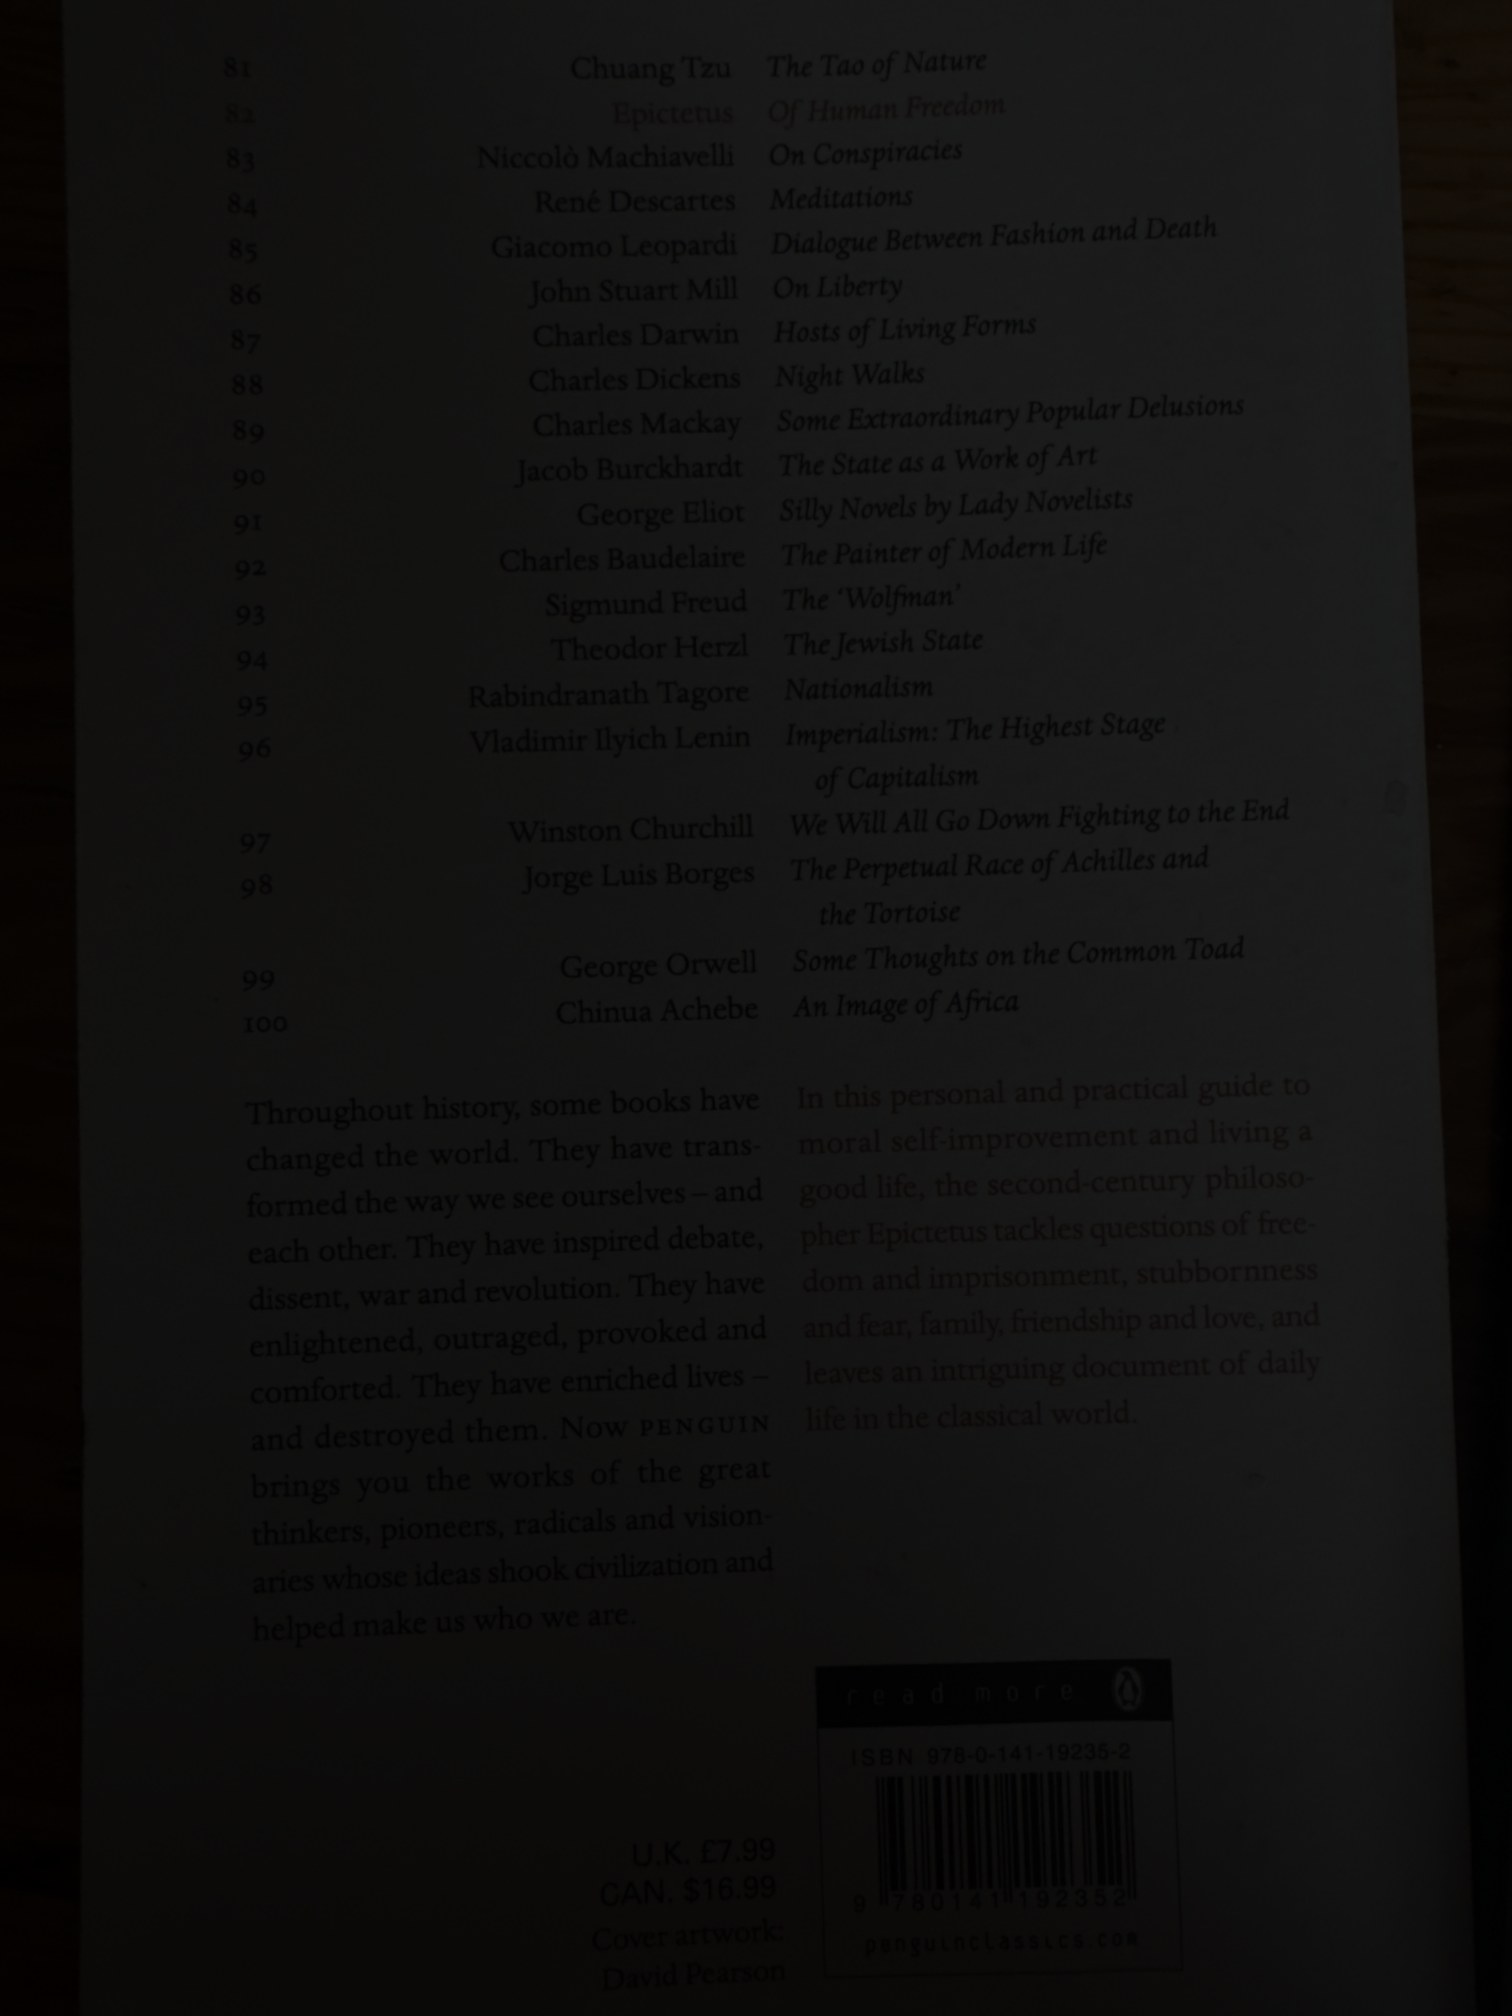 81 Chuang Tzu The Tao of Nature
82 Epictetus Of Human Freedom
83 Niccolò Machiavelli On Conspiracies
84 René Descartes Meditations
85 Giacomo Leopardi Dialogue Between Fashion and Death
86 John Stuart Mill On Liberty
87 Charles Darwin Hosts of Living Forms
88 Charles Dickens Night Walks
89 Charles Mackay Some Extraordinary Popular Delusions
90 Jacob Burckhardt The State as a Work of Art
91 George Eliot Silly Novels by Lady Novelists
92 Charles Baudelaire The Painter of Modern Life
93 Sigmund Freud The ‘Wolfman’
94 Theodor Herzl The Jewish State
95 Rabindranath Tagore Nationalism
96 Vladimir Ilyich Lenin Imperialism: The Highest Stage
of Capitalism
97 Winston Churchill We Will All Go Down Fighting to the End
98 Jorge Luis Borges The Perpetual Race of Achilles and
the Tortoise
99 George Orwell Some Thoughts on the Common Toad
100 Chinua Achebe An Image of Africa
Throughout history, some books have
changed the world. They have trans-
formed the way we see ourselves – and
each other. They have inspired debate,
dissent, war and revolution. They have
enlightened, outraged, provoked and
comforted. They have enriched lives –
and destroyed them. Now PENGUIN
brings you the works of the great
thinkers, pioneers, radicals and vision-
aries whose ideas shook civilization and
helped make us who we are.
In this personal and practical guide to
moral self-improvement and living a
good life, the second-century philoso-
pher Epictetus tackles questions of free-
dom and imprisonment, stubbornness
and fear, family, friendship and love, and
leaves an intriguing document of daily
life in the classical world.
read more
ISBN 978-0-141-19235-2
9 780141 192352
penguinclassics.com
U.K. £7.99
CAN. $16.99
Cover artwork:
David Pearson